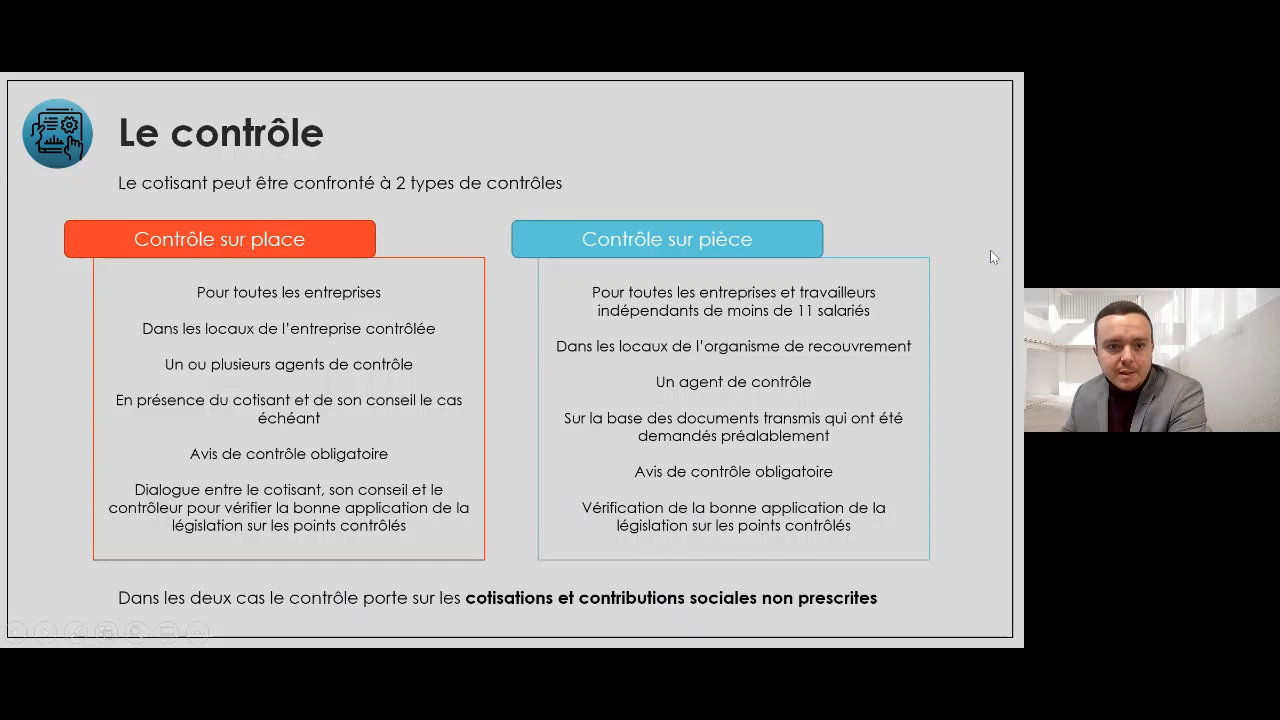 Le contrôle
Le cotisant peut être confronté à 2 types de contrôles
Contrôle sur place
Pour toutes les entreprises
Dans les locaux de l'entreprise contrôlée
Un ou plusieurs agents de contrôle
En présence du cotisant et de son conseil le cas
échéant
Avis de contrôle obligatoire
Dialogue entre le cotisant, son conseil et le
contrôleur pour vérifier la bonne application de la
législation sur les points contrôlés
Contrôle sur pièce
Pour toutes les entreprises et travailleurs
indépendants de moins de 11 salariés
Dans les locaux de l'organisme de recouvrement
Un agent de contrôle
Sur la base des documents transmis qui ont été
demandés préalablement
Avis de contrôle obligatoire
Vérification de la bonne application de la
législation sur les points contrôlés
Dans les deux cas le contrôle porte sur les cotisations et contributions sociales non prescrites